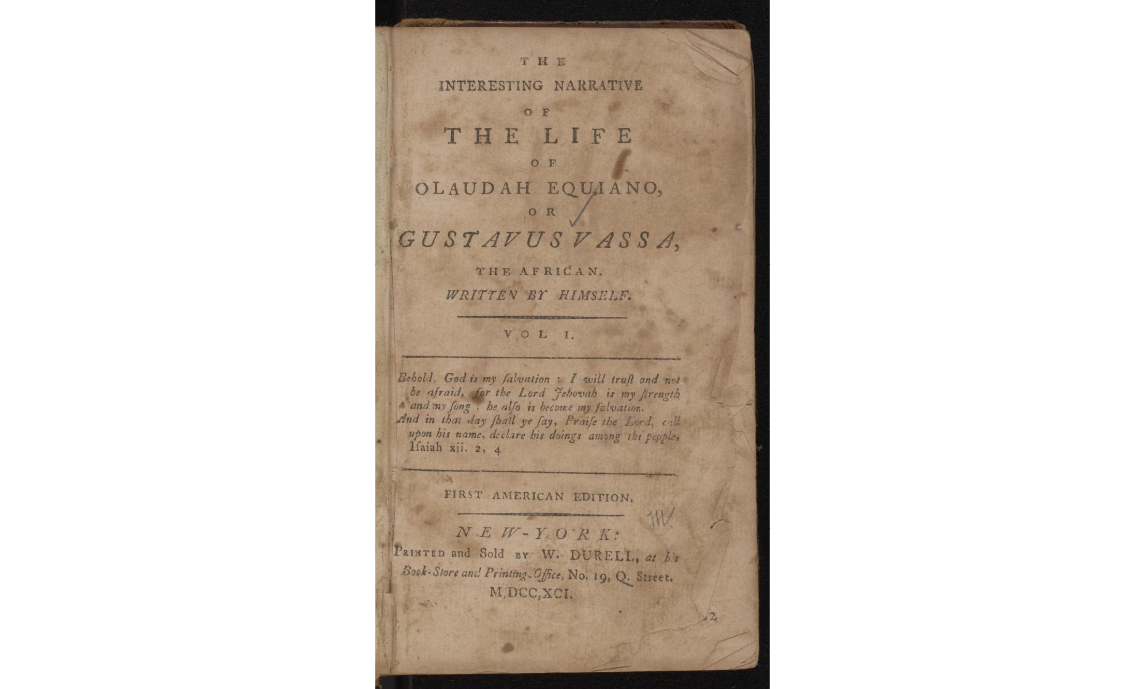 THE
INTERESTING NARRATIVE
OF
THE LIFE
OF
OLAUDAH EQUIANO,
OR
GUSTAVUS VASSA,
THE AFRICAN.
WRITTEN BY HIMSELF.
VOL I.
Behold, God is my ſalvation : I will truſt and not
be afraid, for the Lord Jehovah is my ſtrength
and my ſong ; he alſo is become my ſalvation.
And in that day ſhall ye ſay, Praiſe the Lord, call
upon his name, declare his doings among the people,
Iſaiah xii. 2, 4
FIRST AMERICAN EDITION.
NEW-YORK:
PRINTED and Sold BY W. DURELL, at his
Book-Store and Printing-Office, No. 19, Q. Street.
M,DCC,XCI.